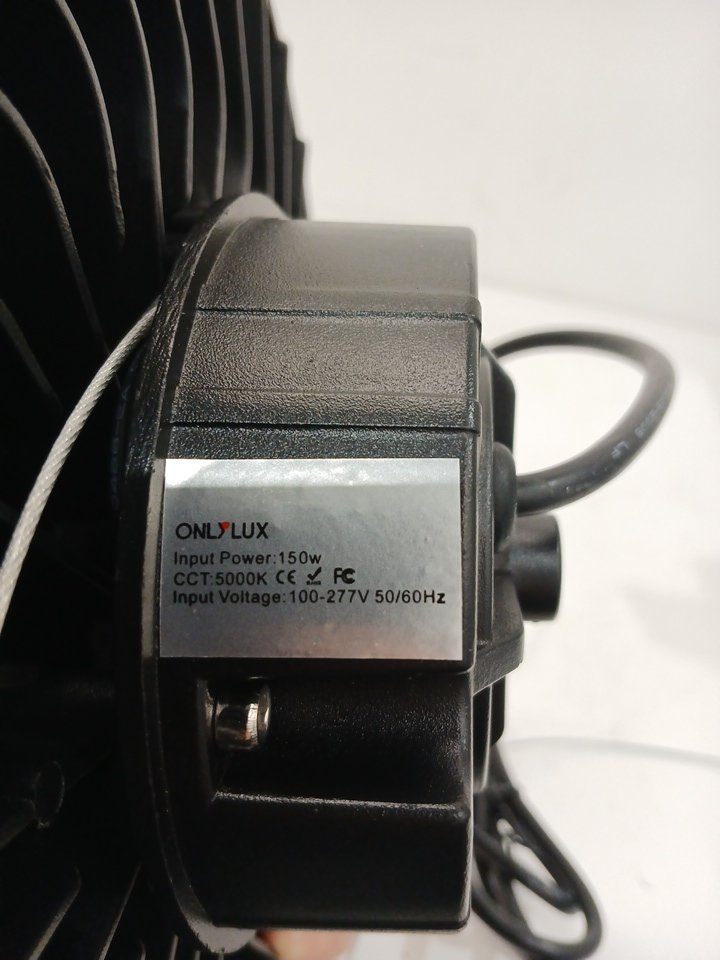 ONLYLUX
Input Power:150w
CCT:5000K CE FC
Input Voltage:100-277V 50/60Hz